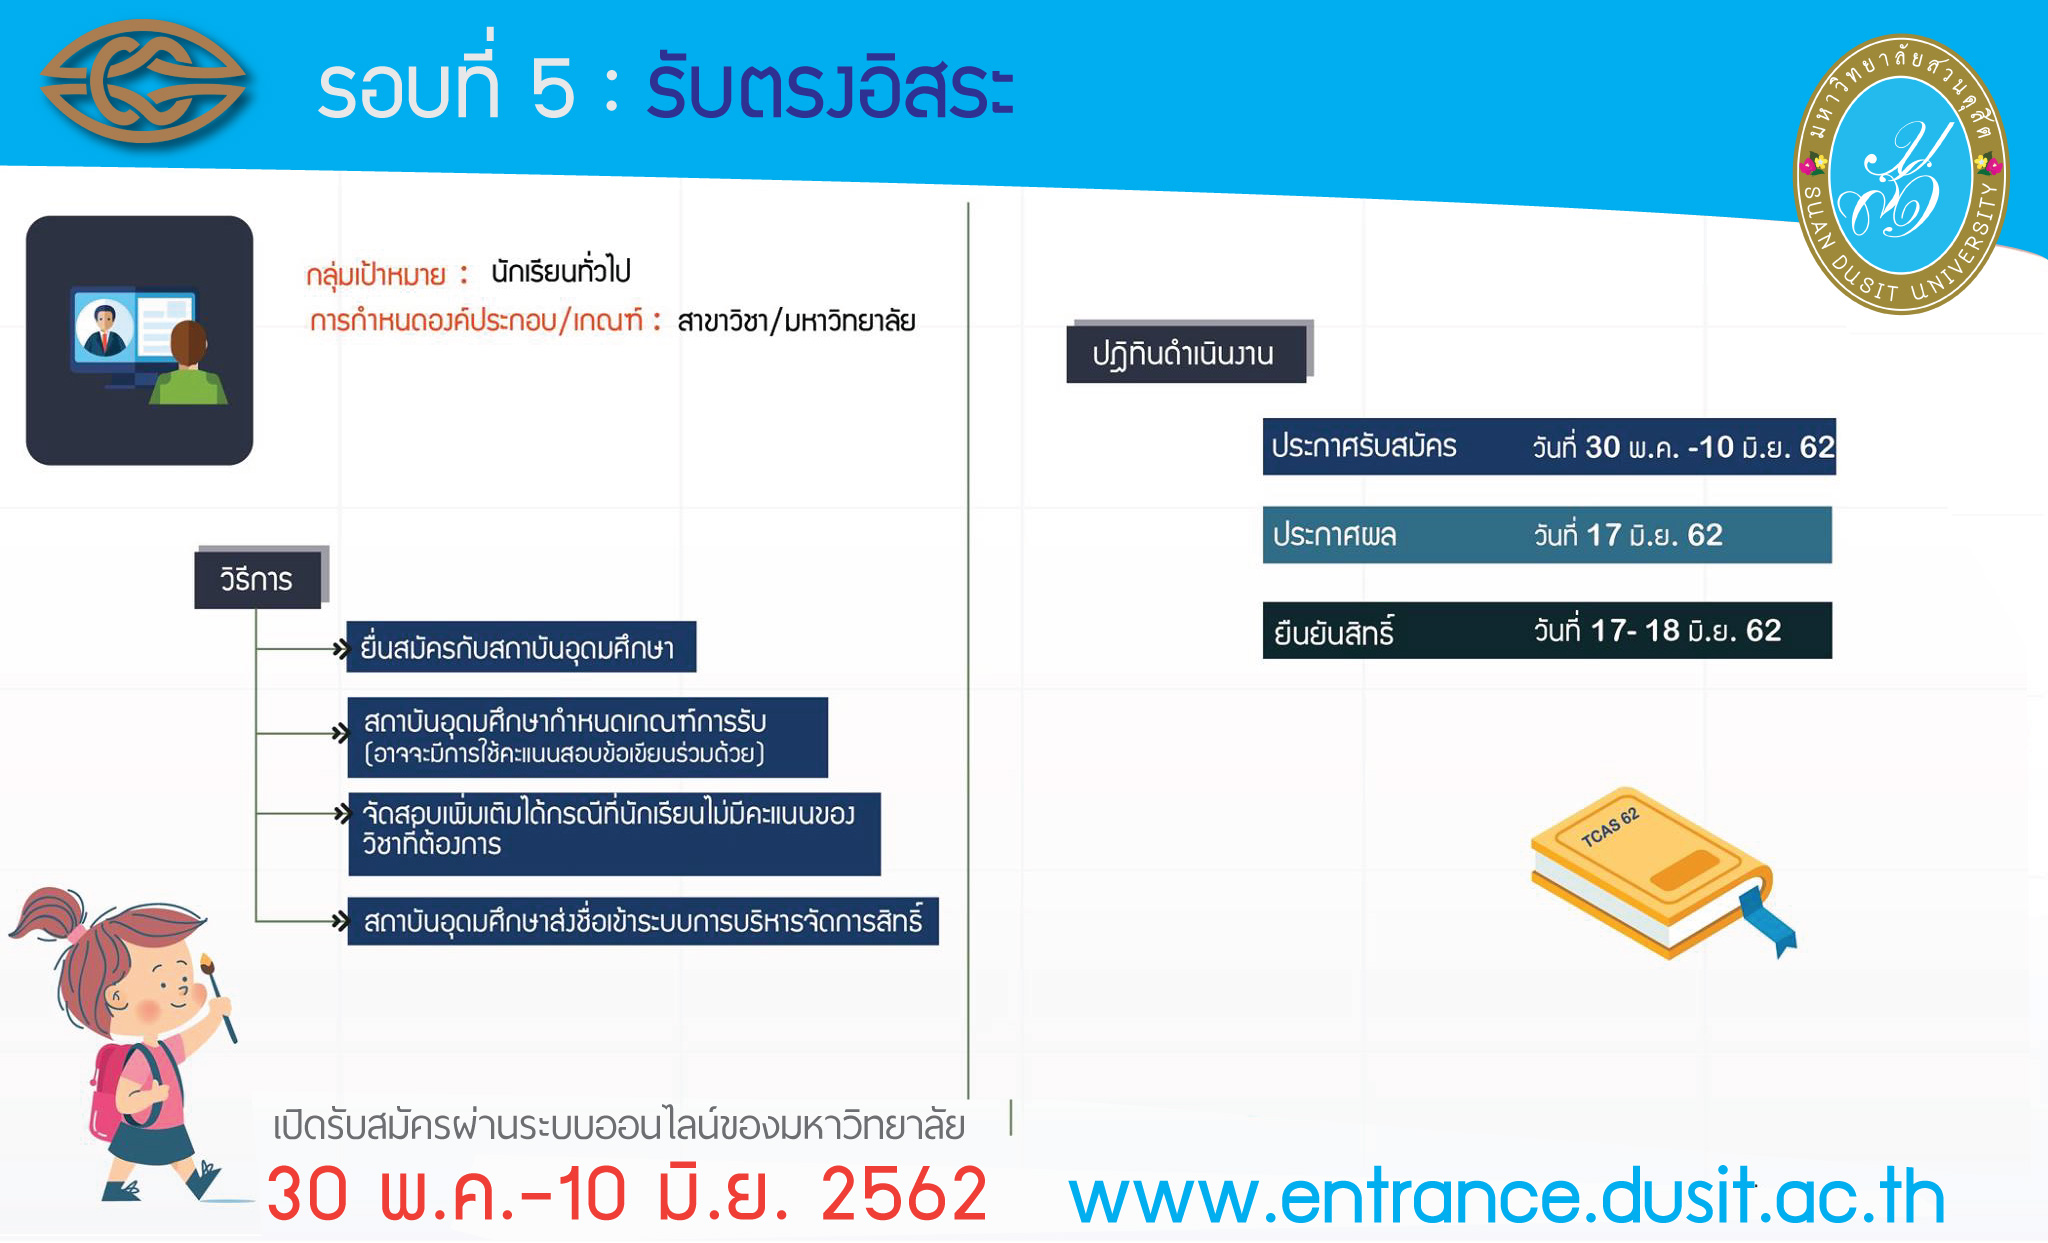 รอบที่ 5 : รับตรงอิสระ
มหาวิทยาลัยสวนดุสิต
SUAN DUSIT UNIVERSITY
กลุ่มเป้าหมาย : นักเรียนทั่วไป
การกำหนดองค์ประกอบ/เกณฑ์ : สาขาวิชา/มหาวิทยาลัย
วิธีการ
ยื่นสมัครกับสถาบันอุดมศึกษา
สถาบันอุดมศึกษากำหนดเกณฑ์การรับ
(อาจจะมีการใช้คะแนนสอบข้อเขียนร่วมด้วย)
จัดสอบเพิ่มเติมได้กรณีที่นักเรียนไม่มีคะแนนของ
วิชาที่ต้องการ
สถาบันอุดมศึกษาส่งชื่อเข้าระบบการบริหารจัดการสิทธิ์
ปฏิทินดำเนินงาน
ประกาศรับสมัคร วันที่ 30 พ.ค. -10 มิ.ย. 62
ประกาศผล วันที่ 17 มิ.ย. 62
ยืนยันสิทธิ์ วันที่ 17- 18 มิ.ย. 62
TCAS 62
เปิดรับสมัครผ่านระบบออนไลน์ของมหาวิทยาลัย
30 พ.ค.-10 มิ.ย. 2562
www.entrance.dusit.ac.th